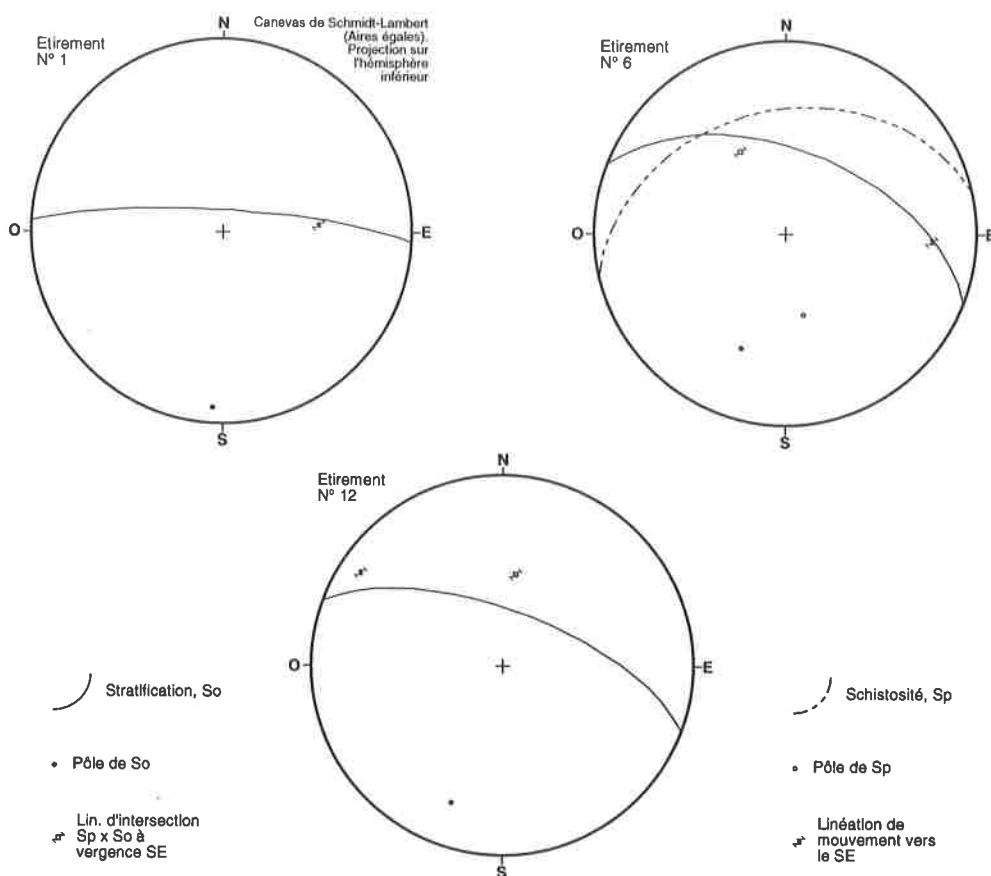 N
Etirement
N° 1
Canevas de Schmidt-Lambert
(Aires égales).
Projection sur
l'hémisphère
inférieur
O
E
S
N
Etirement
N° 6
O
E
S
N
Etirement
N° 12
O
E
S
Stratification, So
Pôle de So
Lin. d'intersection
Sp x So à
vergence SE
Schistosité, Sp
Pôle de Sp
Linéation de
mouvement vers
le SE